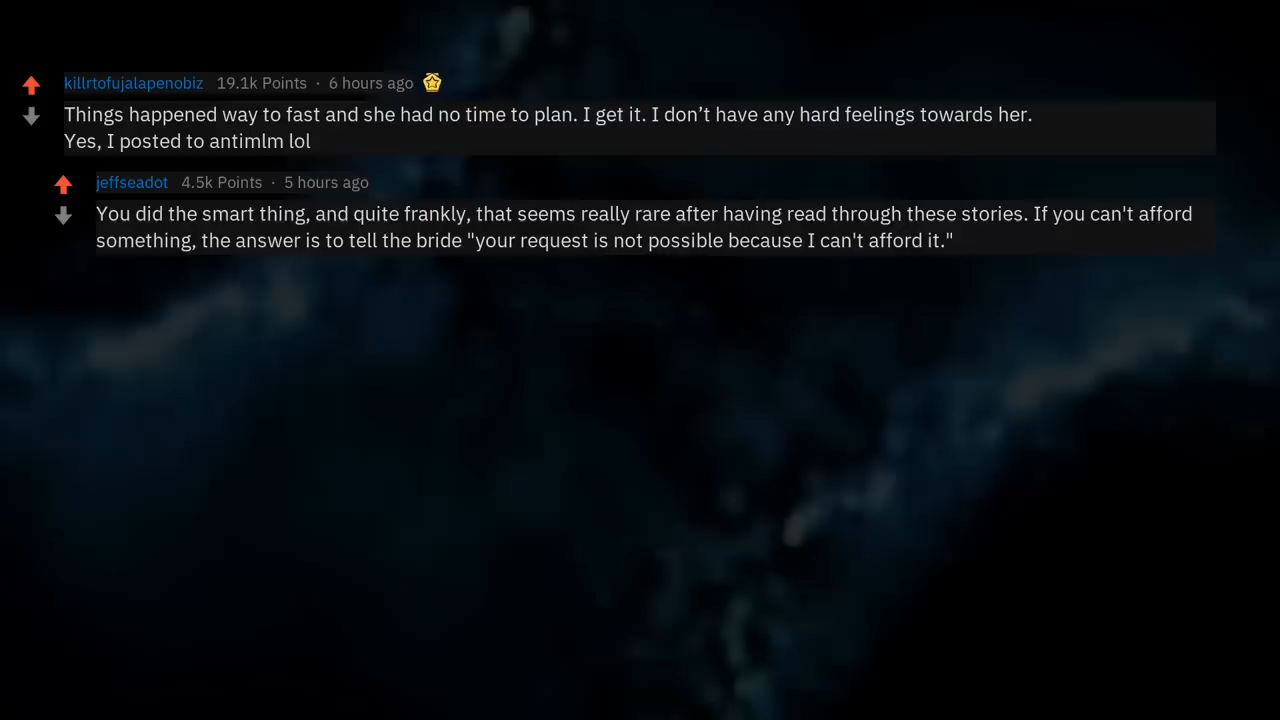 killrtofujalapenobiz 19.1k Points · 6 hours ago
Things happened way to fast and she had no time to plan. I get it. I don’t have any hard feelings towards her.
Yes, I posted to antimlm lol
jeffseadot 4.5k Points · 5 hours ago
You did the smart thing, and quite frankly, that seems really rare after having read through these stories. If you can't afford
something, the answer is to tell the bride "your request is not possible because I can't afford it."